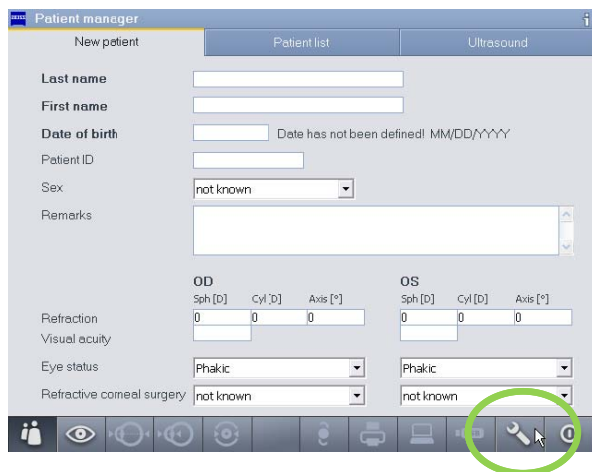 ZEISS Patient manager
New patient Patient list Ultrasound
Last name
First name
Date of birth Date has not been defined! MM/DD/YYYY
Patient ID
Sex not known
Remarks
OD OS
Sph [D] Cyl [D] Axis [°] Sph [D] Cyl [D] Axis [°]
Refraction 0 0 0 0 0 0
Visual acuity
Eye status Phakic Phakic
Refractive corneal surgery not known not known